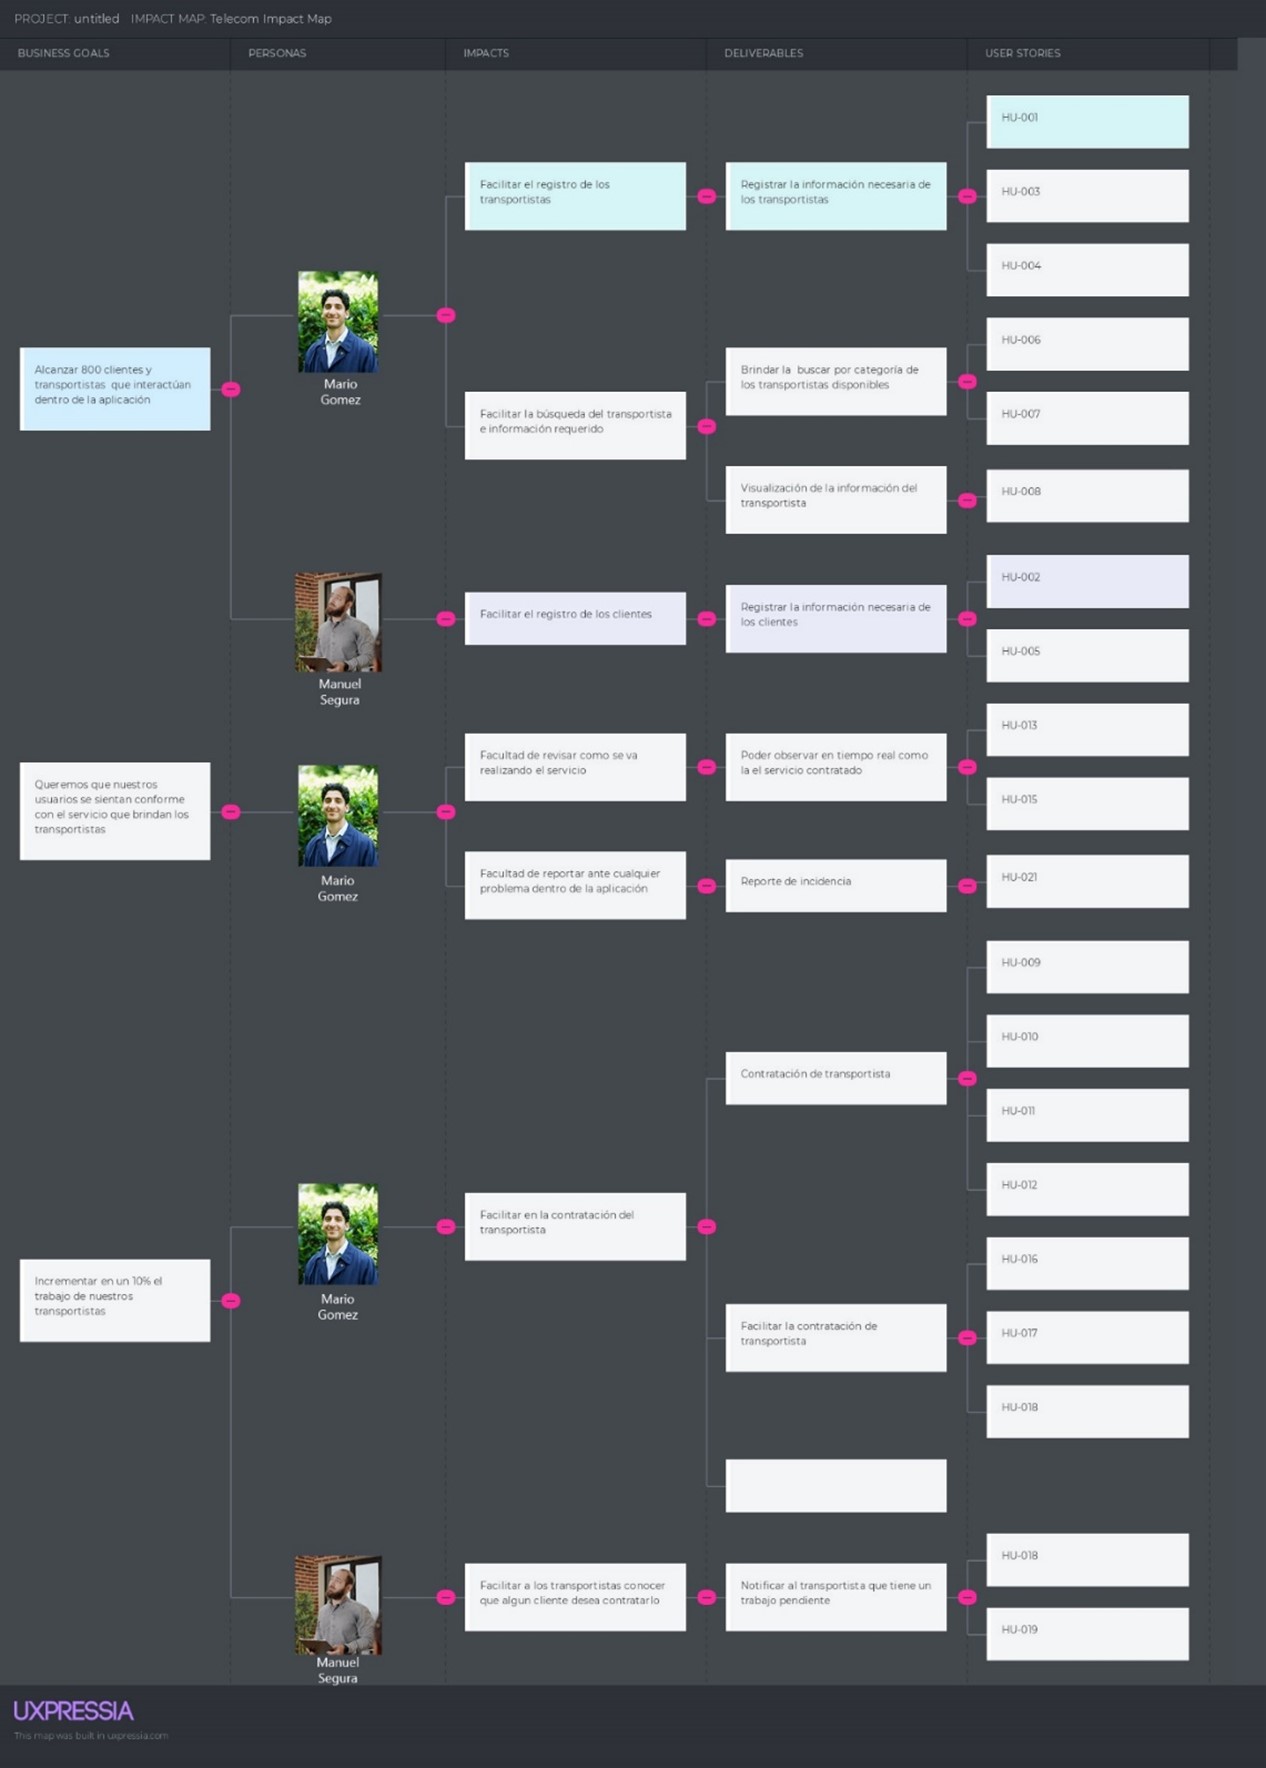 PROJECT: untitled IMPACT MAP: Telecom Impact Map
BUSINESS GOALS
PERSONAS
IMPACTS
DELIVERABLES
USER STORIES
Alcanzar 800 clientes y
transportistas que interactúan
dentro de la aplicación
Mario
Gomez
Facilitar el registro de los
transportistas
Registrar la información necesaria de
los transportistas
HU-001
HU-003
HU-004
Facilitar la búsqueda del transportista
e información requerido
Brindar la buscar por categoría de
los transportistas disponibles
HU-006
HU-007
Visualización de la información del
transportista
HU-008
Manuel
Segura
Facilitar el registro de los clientes
Registrar la información necesaria de
los clientes
HU-002
HU-005
Queremos que nuestros
usuarios se sientan conforme
con el servicio que brindan los
transportistas
Mario
Gomez
Facultad de revisar como se va
realizando el servicio
Poder observar en tiempo real como
la el servicio contratado
HU-013
HU-015
Facultad de reportar ante cualquier
problema dentro de la aplicación
Reporte de incidencia
HU-021
Incrementar en un 10% el
trabajo de nuestros
transportistas
Mario
Gomez
Facilitar en la contratación del
transportista
Contratación de transportista
HU-009
HU-010
HU-011
HU-012
Facilitar la contratación de
transportista
HU-016
HU-017
HU-018
Manuel
Segura
Facilitar a los transportistas conocer
que algun cliente desea contratarlo
Notificar al transportista que tiene un
trabajo pendiente
HU-018
HU-019
UXPRESSIA
This map was built in uxpressia.com